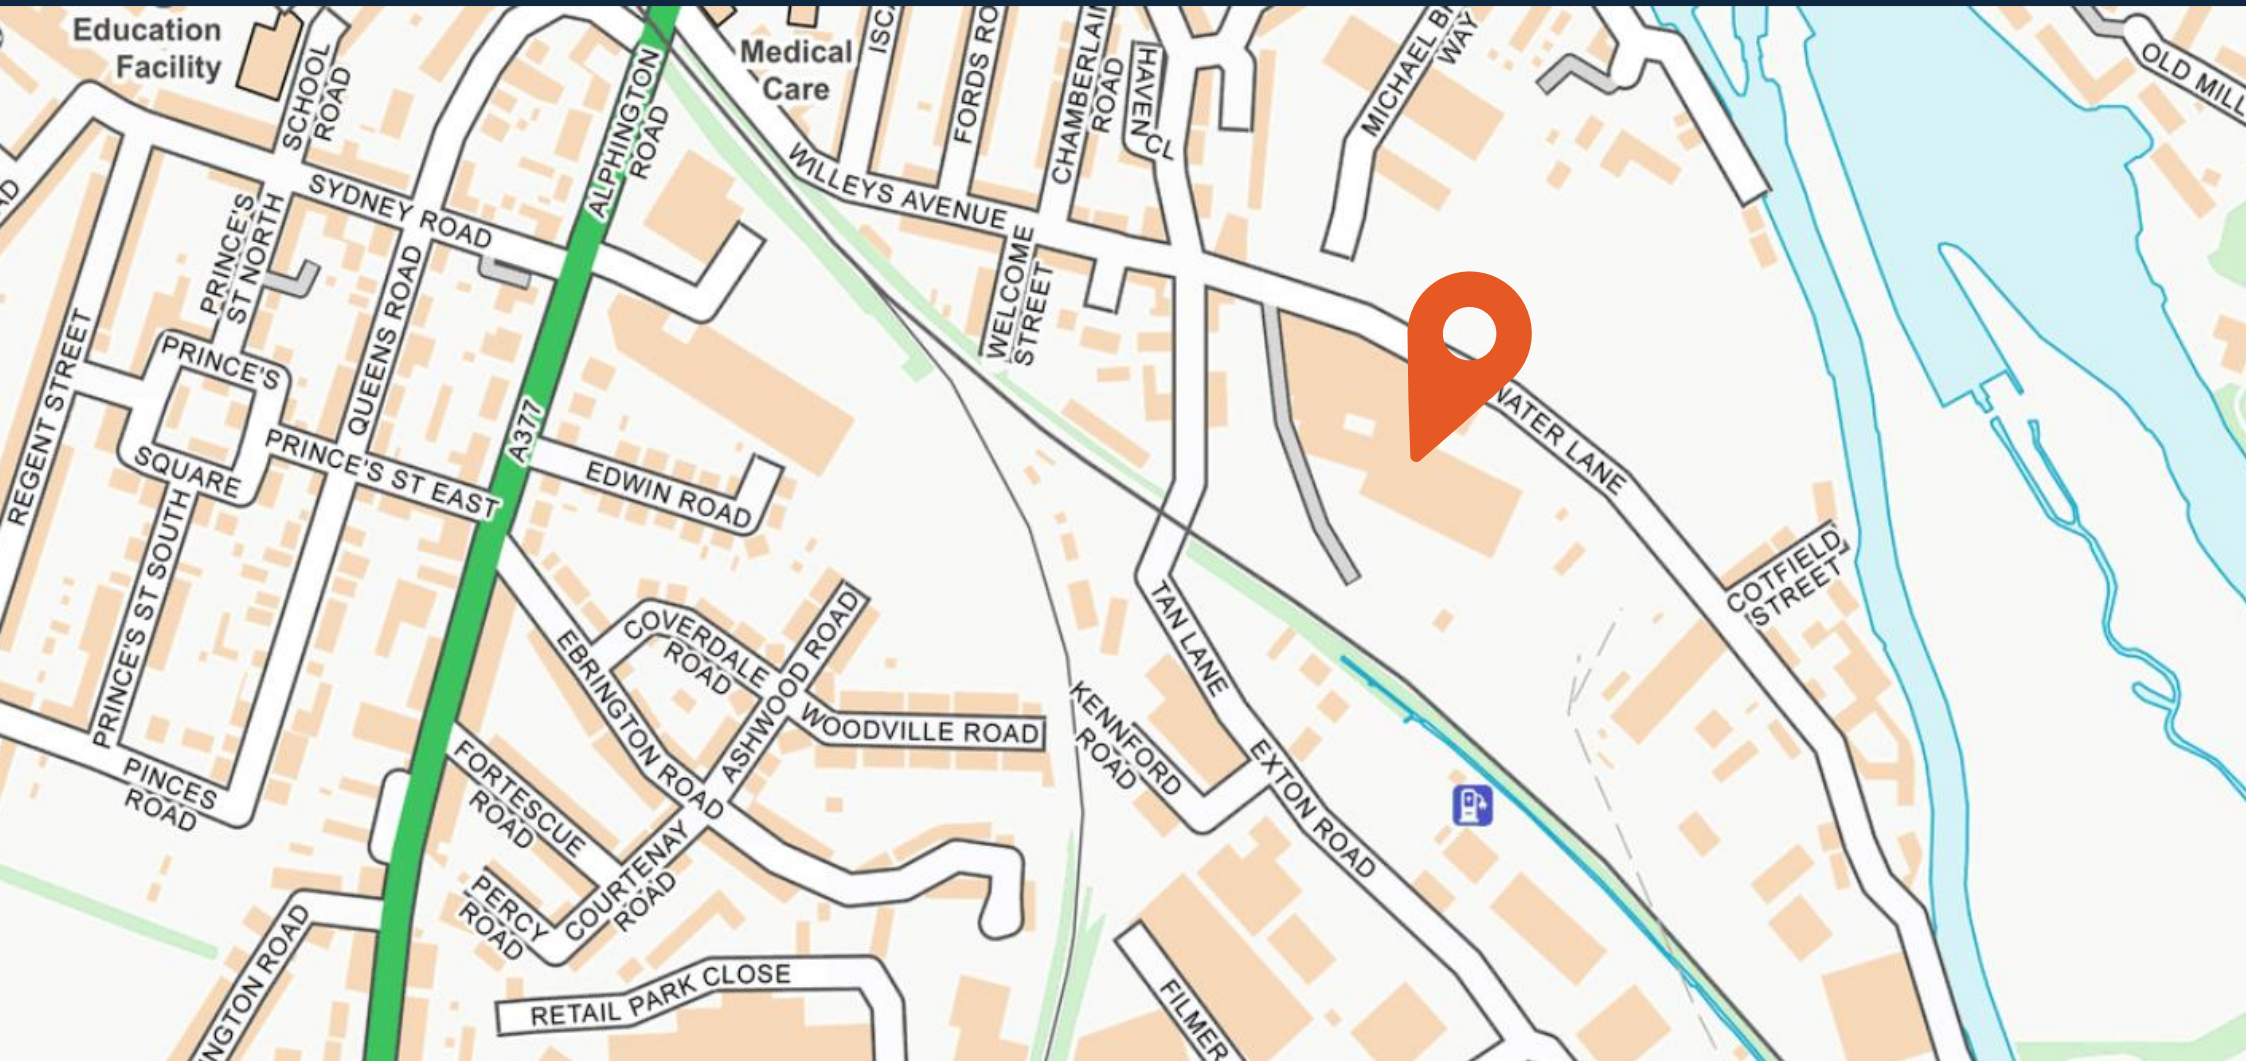 Education
Facility
SCHOOL
ROAD
ALPHINGTON
ROAD
Medical
Care
FORDS RO
CHAMBERLAI
ROAD
HAVEN
CL
MICHAEL B
WAY
OLD MILL
WILLEYS AVENUE
SYDNEY ROAD
PRINCE'S
ST NORTH
QUEENS ROAD
WELCOME
STREET
REGENT STREET
PRINCE'S
SQUARE
PRINCE'S ST EAST
A377
EDWIN ROAD
WATER LANE
COTFIELD
STREET
PRINCE'S ST SOUTH
COVERDALE
ROAD
ASHWOOD ROAD
EBRINGTON ROAD
TAN LANE
WOODVILLE ROAD
KENNFORD
ROAD
EXTON ROAD
PINCES
ROAD
FORTESCUE
ROAD
PERCY
ROAD
COURTENAY
ROAD
NGTON ROAD
RETAIL PARK CLOSE
FILMER